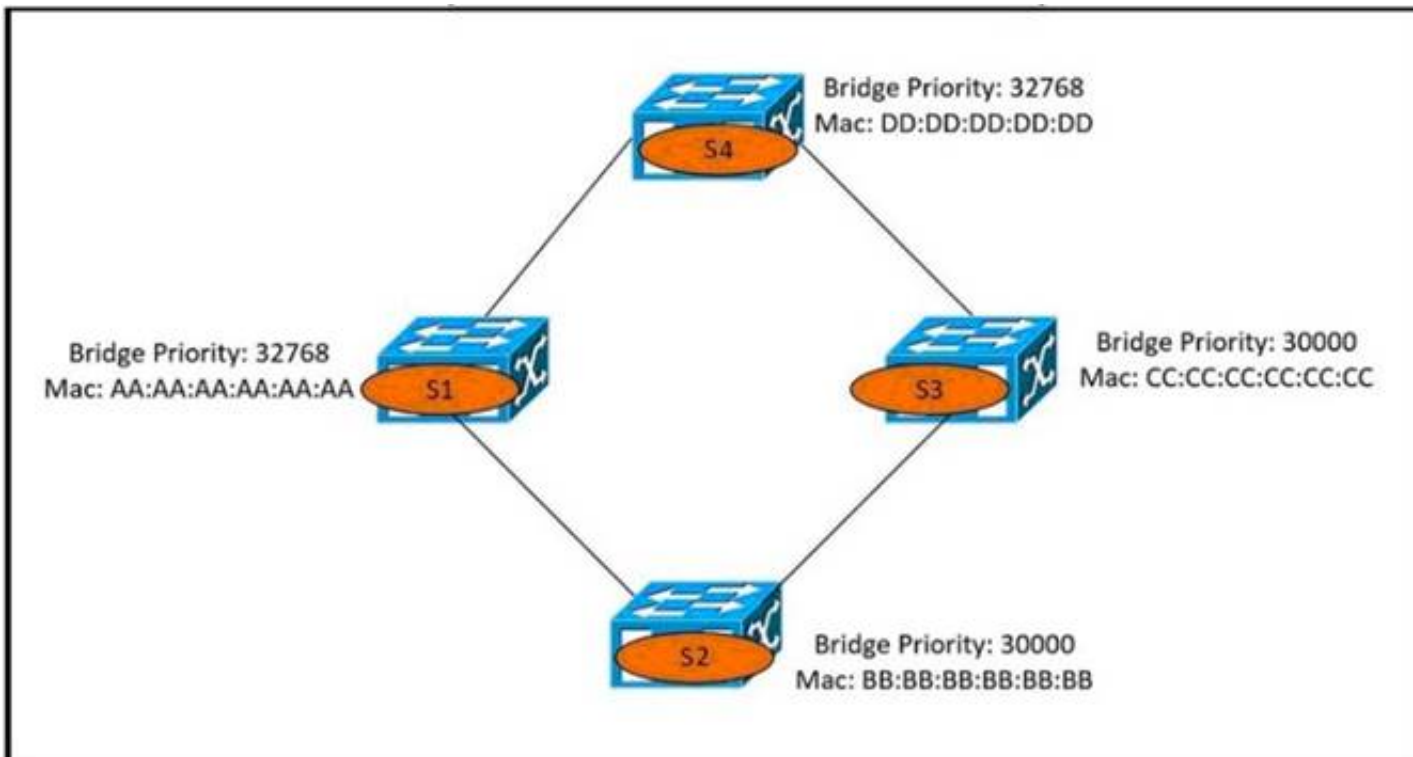 Bridge Priority: 32768
Mac: DD:DD:DD:DD:DD
S4
Bridge Priority: 32768
Mac: AA:AA:AA:AA:AA:AA
S1
S3
Bridge Priority: 30000
Mac: CC:CC:CC:CC:CC:CC
S2
Bridge Priority: 30000
Mac: BB:BB:BB:BB:BB:BB